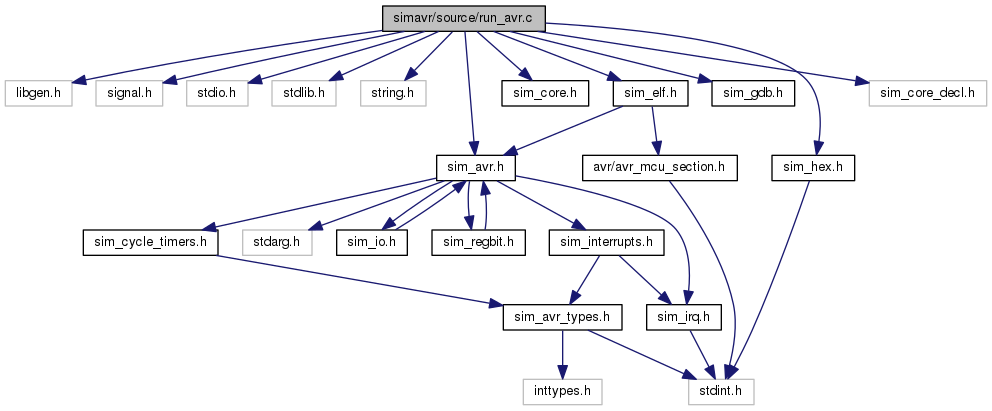 simavr/source/run_avr.c
libgen.h
signal.h
stdio.h
stdlib.h
string.h
sim_core.h
sim_elf.h
sim_gdb.h
sim_core_decl.h
sim_avr.h
avr/avr_mcu_section.h
sim_hex.h
sim_cycle_timers.h
stdarg.h
sim_io.h
sim_regbit.h
sim_interrupts.h
sim_avr_types.h
sim_irq.h
inttypes.h
stdint.h